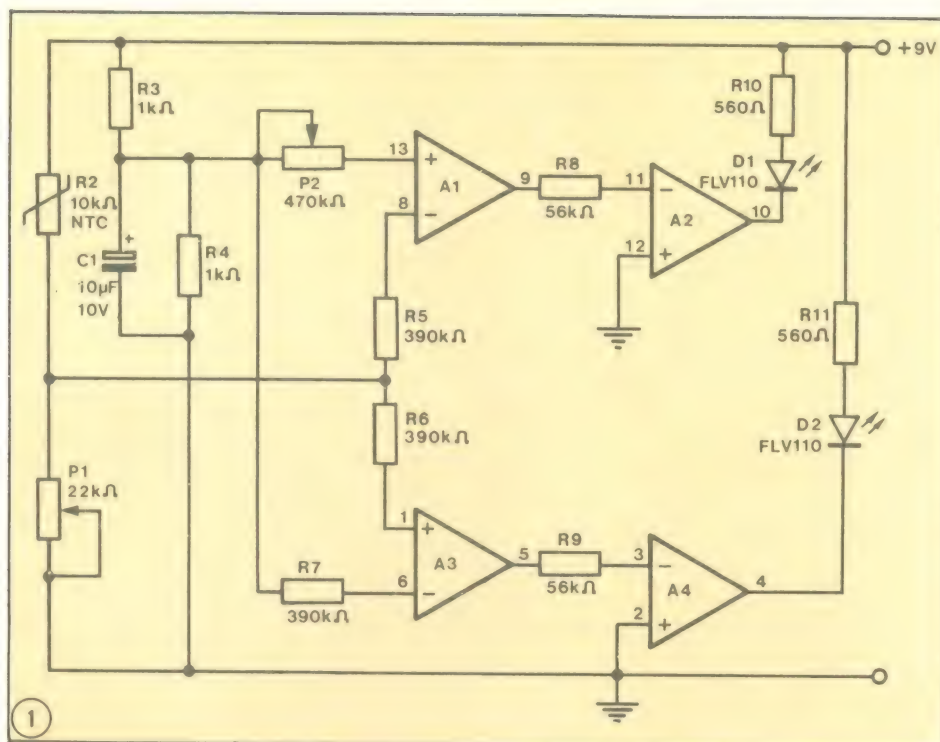 +9V
R3
1kΩ
R10
560Ω
R2
10kΩ
NTC
P2
470kΩ
13
+
A1
8
−
9
R8
56kΩ
11
−
A2
12
+
10
D1
FLV110
+
C1
10μF
10V
R4
1kΩ
R5
390kΩ
R11
560Ω
R6
390kΩ
D2
FLV110
P1
22kΩ
1
+
A3
6
−
5
R9
56kΩ
3
−
A4
2
+
4
R7
390kΩ
1